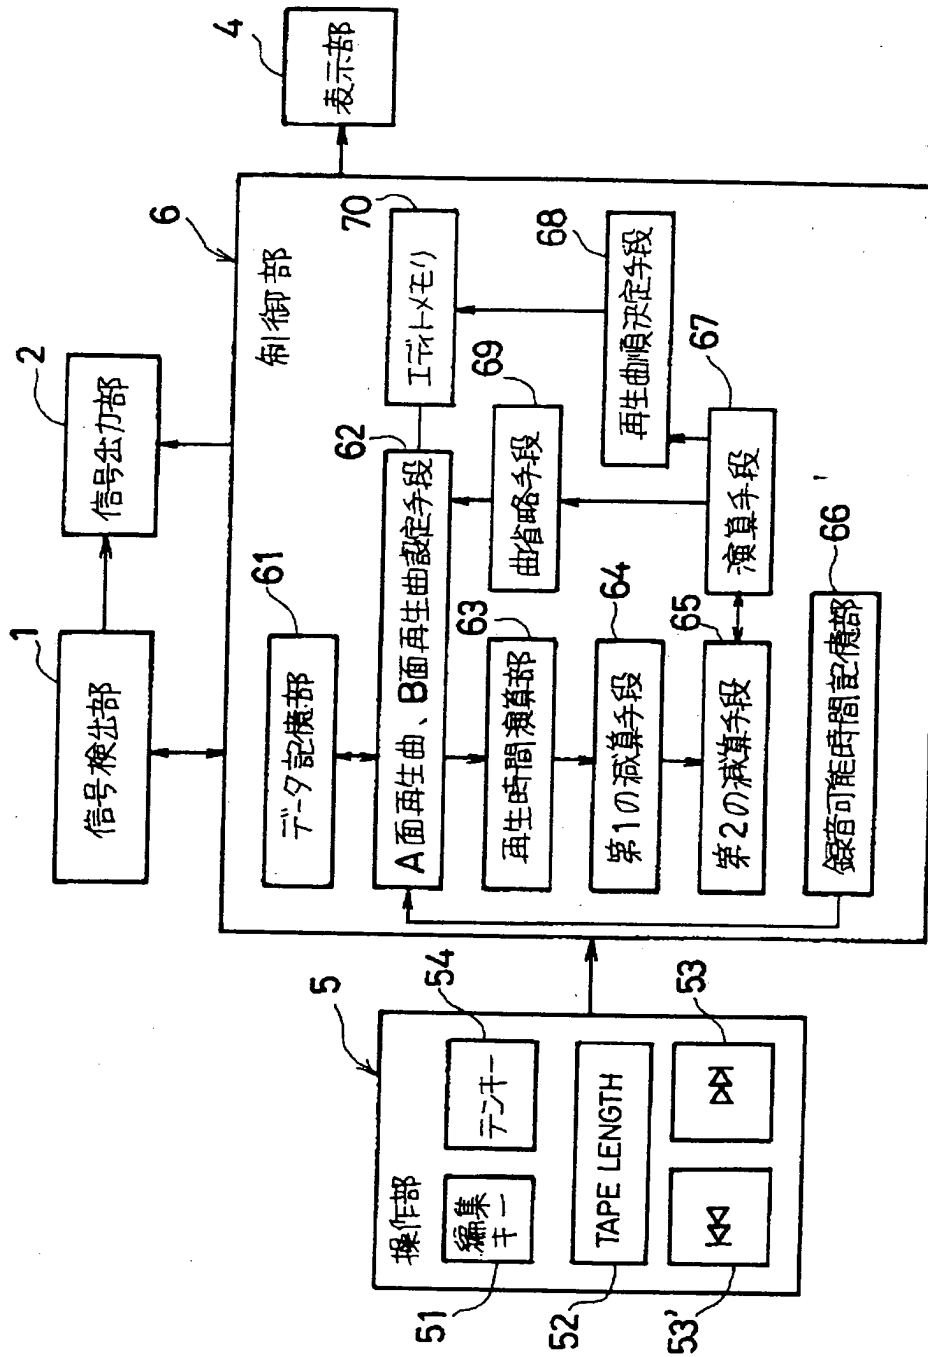 1
信号検出部
2
信号出力部
4
表示部
6
制御部
61
データ記憶部
62
A面再生曲、B面再生曲設定手段
70
エディトメモリ
63
再生時間演算部
69
曲省略手段
68
再生曲順決定手段
64
第1の減算手段
65
第2の減算手段
67
演算手段
66
録音可能時間記憶部
5
操作部
51
編集
キー
54
テンキー
52
TAPE LENGTH
53'
53